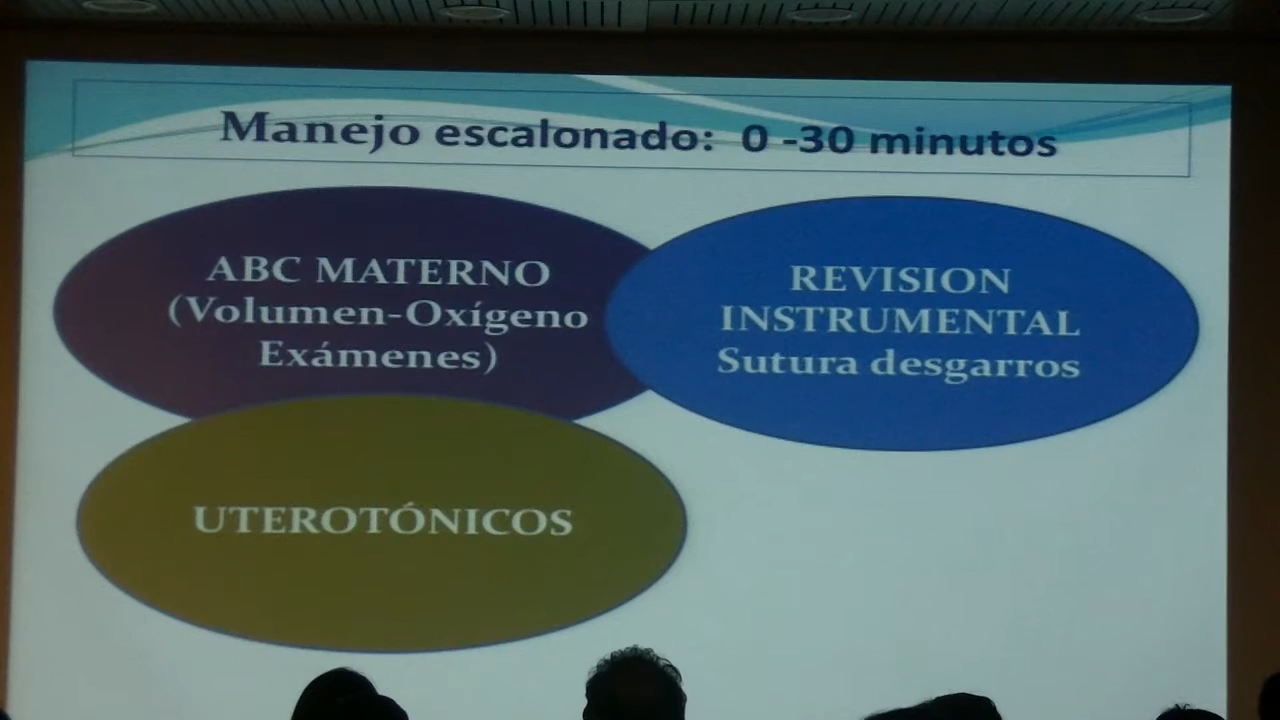 Manejo escalonado: 0 -30 minutos
ABC MATERNO
(Volumen-Oxígeno
Exámenes)
REVISION
INSTRUMENTAL
Sutura desgarros
UTEROTÓNICOS